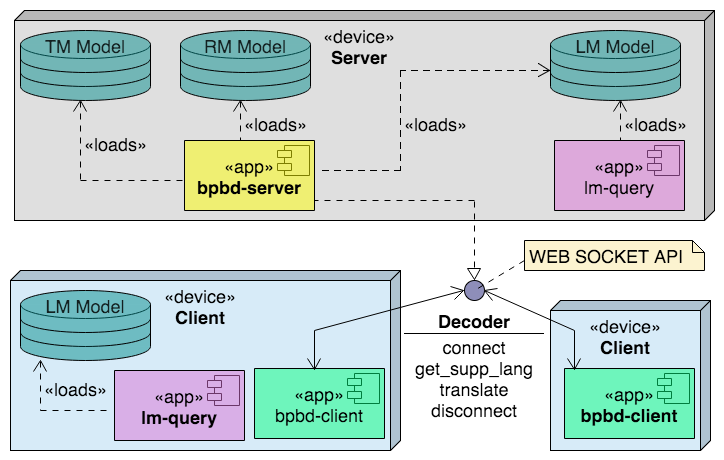 TM Model
RM Model
«device»
Server
LM Model
«loads»
«loads»
«loads»
«loads»
«app»
bpbd-server
«app»
lm-query
WEB SOCKET API
LM Model
«device»
Client
Decoder
connect
get_supp_lang
translate
disconnect
«device»
Client
«loads»
«app»
lm-query
«app»
bpbd-client
«app»
bpbd-client